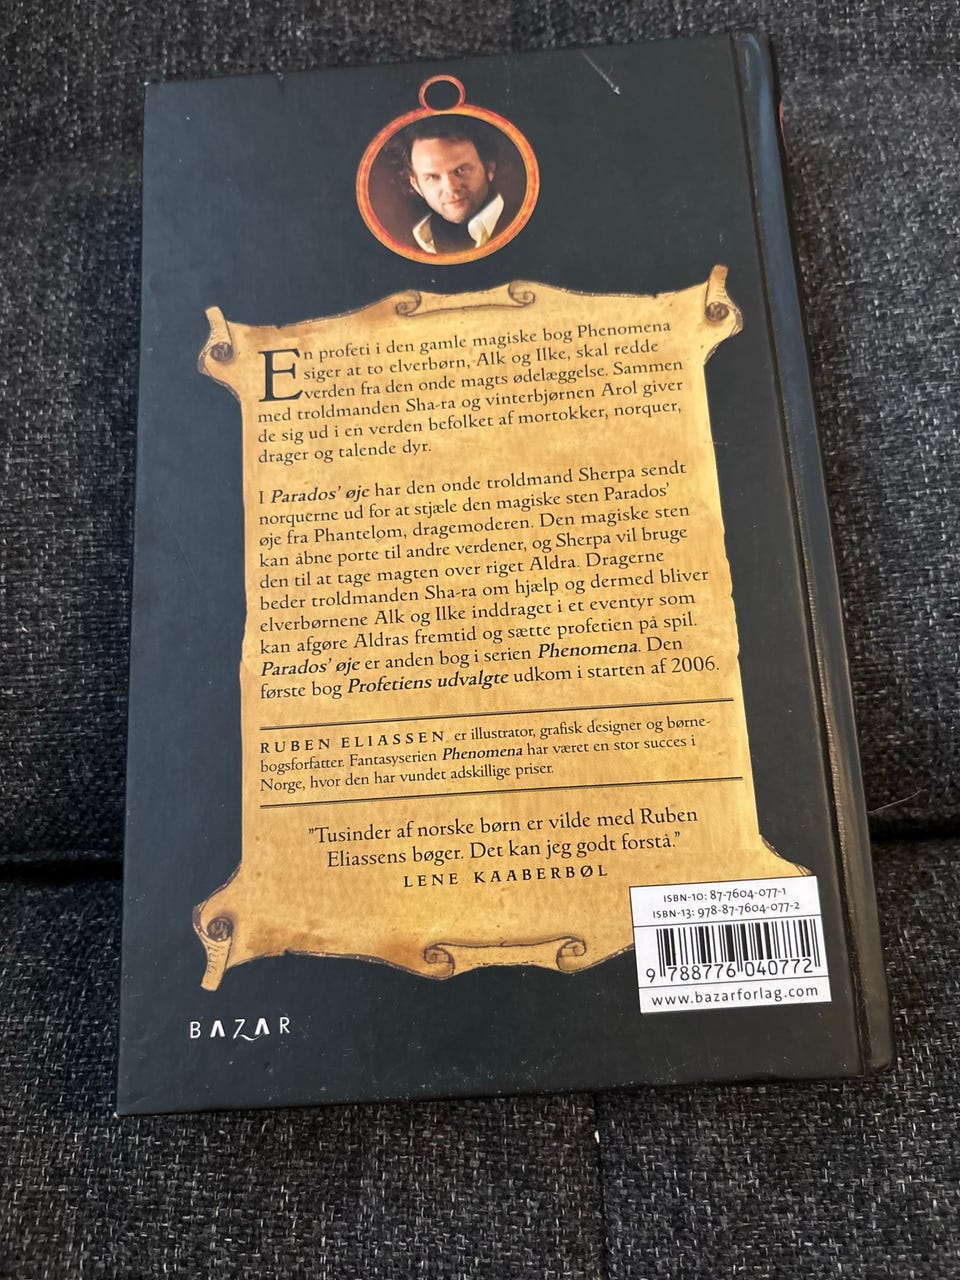 En profeti i den gamle magiske bog Phenomena
siger at to elverbørn, Alk og Ilke, skal redde
verden fra den onde magts ødelæggelse. Sammen
med troldmanden Sha-ra og vinterbjørnen Arol giver
de sig ud i en verden befolket af mortokker, norquer,
drager og talende dyr.
I Parados' øje har den onde troldmand Sherpa sendt
norquerne ud for at stjæle den magiske sten Parados'
øje fra Phantelom, dragemoderen. Den magiske sten
kan åbne porte til andre verdener, og Sherpa vil bruge
den til at tage magten over riget Aldra. Dragerne
beder troldmanden Sha-ra om hjælp og dermed bliver
elverbørnene Alk og Ilke inddraget i et eventyr som
kan afgøre Aldras fremtid og sætte profetien på spil.
Parados' øje er anden bog i serien Phenomena. Den
første bog Profetiens udvalgte udkom i starten af 2006.
RUBEN ELIASSEN er illustrator, grafisk designer og børne-
bogsforfatter. Fantasyserien Phenomena har været en stor succes i
Norge, hvor den har vundet adskillige priser.
"Tusinder af norske børn er vilde med Ruben
Eliassens bøger. Det kan jeg godt forstå."
LENE KAABERBØL
ISBN-10: 87-7604-077-1
ISBN-13: 978-87-7604-077-2
9 788776 040772
www.bazarforlag.com
BAZAR